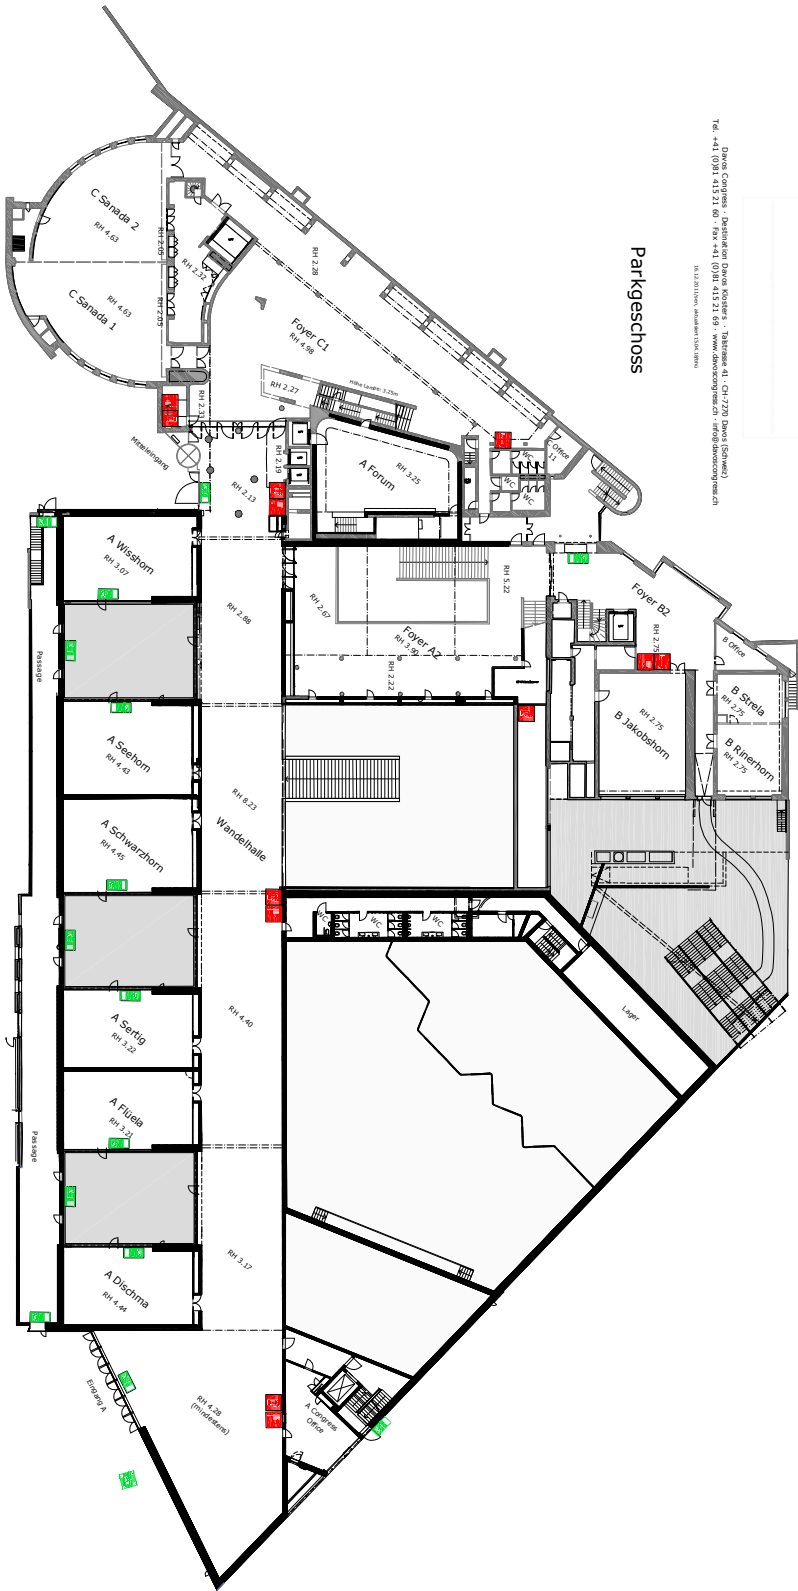 Davos Congress · Destination Davos Klosters · Talstrasse 41 · CH-7270 Davos (Schweiz)
Tel. +41 (0)81 415 21 60 · Fax +41 (0)81 415 21 69 · www.davoscongress.ch · info@davoscongress.ch
Parkgeschoss
C Sanada 2
RH 4.63
RH 2.05
RH 2.32
RH 2.28
RH 4.63
C Sanada 1
RH 2.05
Foyer C1
RH 4.98
RH 2.27
RH 2.33
Mitteleingang
RH 2.19
RH 2.13
A Forum
RH 3.25
WC
WC
WC
WC
C Office
11
A Wisshorn
RH 3.07
RH 2.88
RH 2.67
RH 5.22
Foyer A2
RH 3.90
RH 2.22
Foyer B2
RH 2.75
B Office
Passage
A Seehorn
RH 4.43
RH 2.75
B Jakobshorn
B Strela
RH 2.75
B Rinerhorn
RH 2.75
RH 8.23
Wandelhalle
A Schwarzhorn
RH 4.45
WC
WC
WC
A Sertig
RH 3.22
RH 4.40
Lager
A Flüela
RH 3.21
Passage
RH 3.17
A Dischma
RH 4.44
Eingang A
RH 4.28
(mindestens)
A Congress
Office